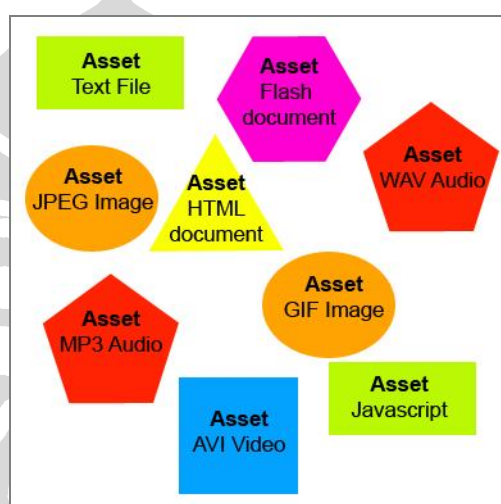 Asset
Text File
Asset
Flash
document
Asset
WAV Audio
Asset
JPEG Image
Asset
HTML
document
Asset
GIF Image
Asset
MP3 Audio
Asset
Javascript
Asset
AVI Video